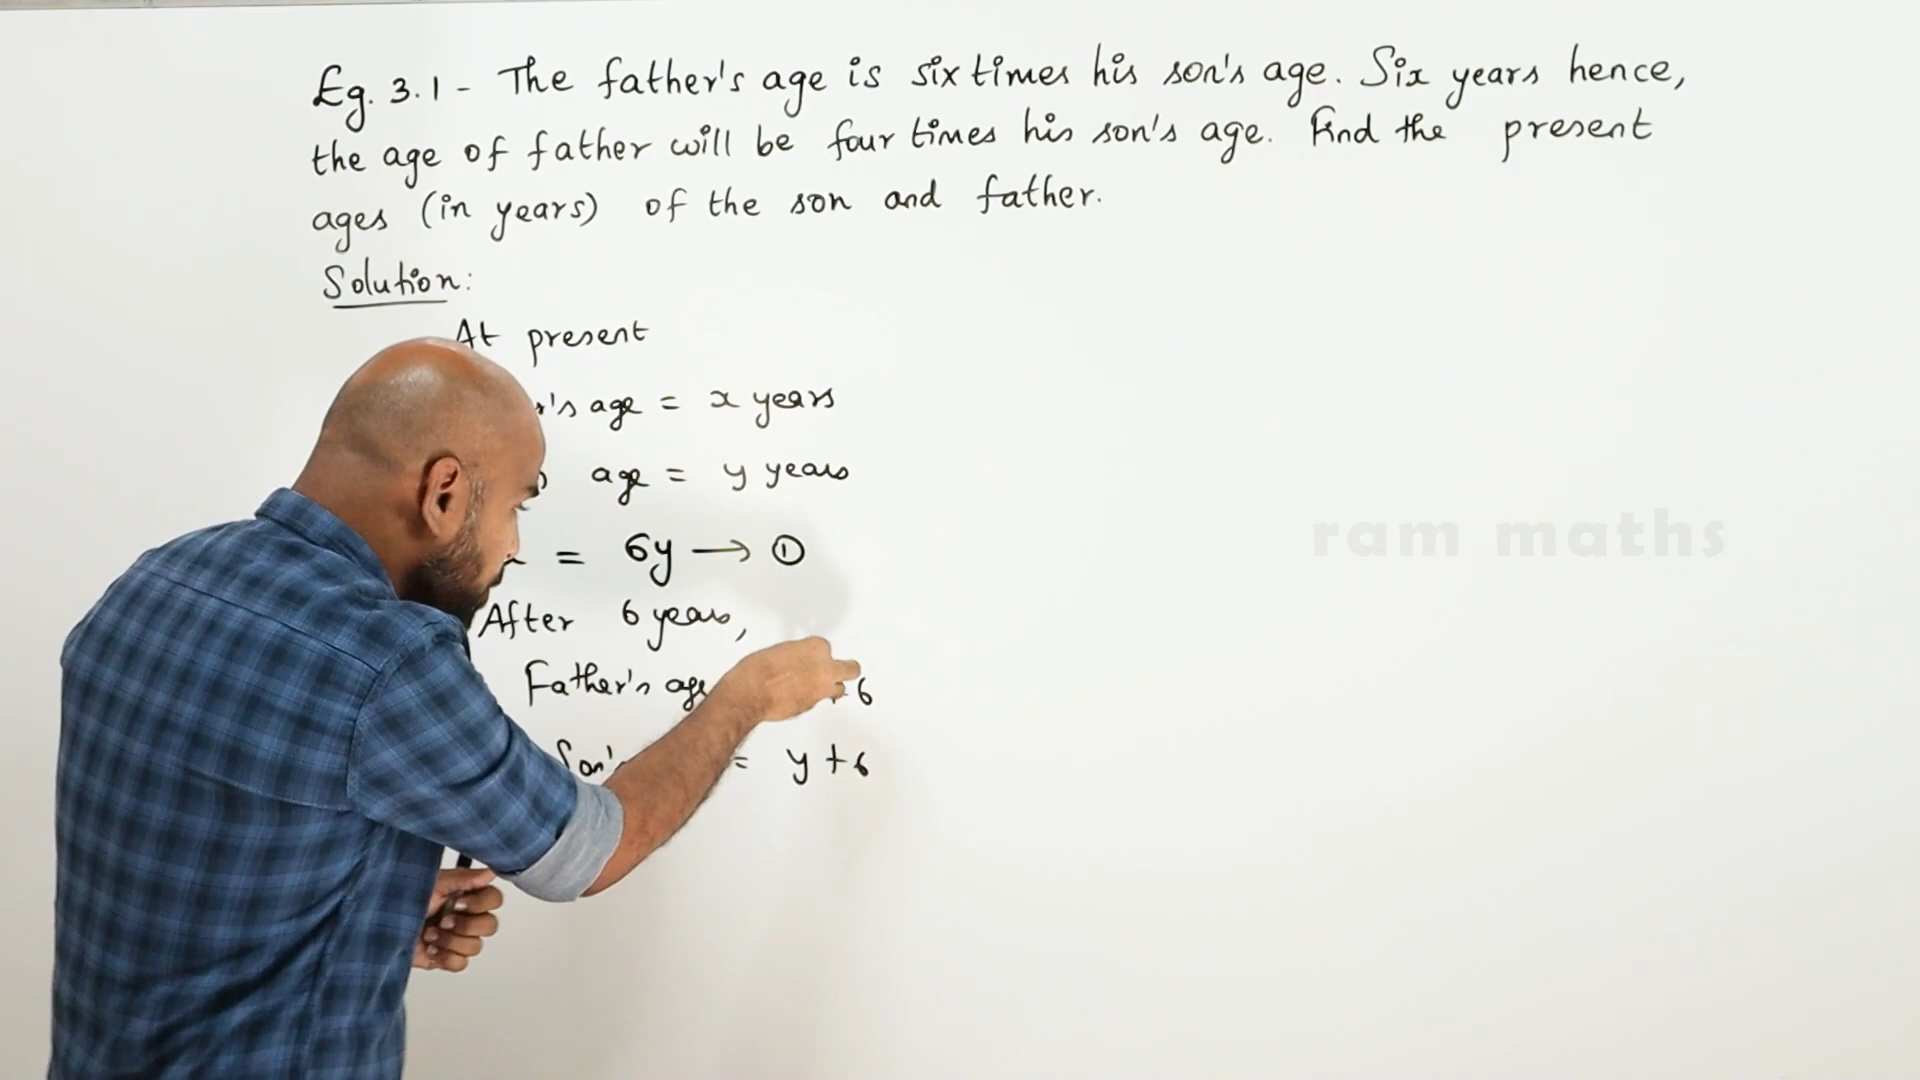 Eg. 3.1 - The father's age is six times his son's age. Six years hence,
the age of father will be four times his son's age. Find the present
ages (in years) of the son and father.
Solution:
At present
age = x years
age = y years
= 6y → ①
After 6 years,
Father's age +6
Son's = y + 6
ram maths